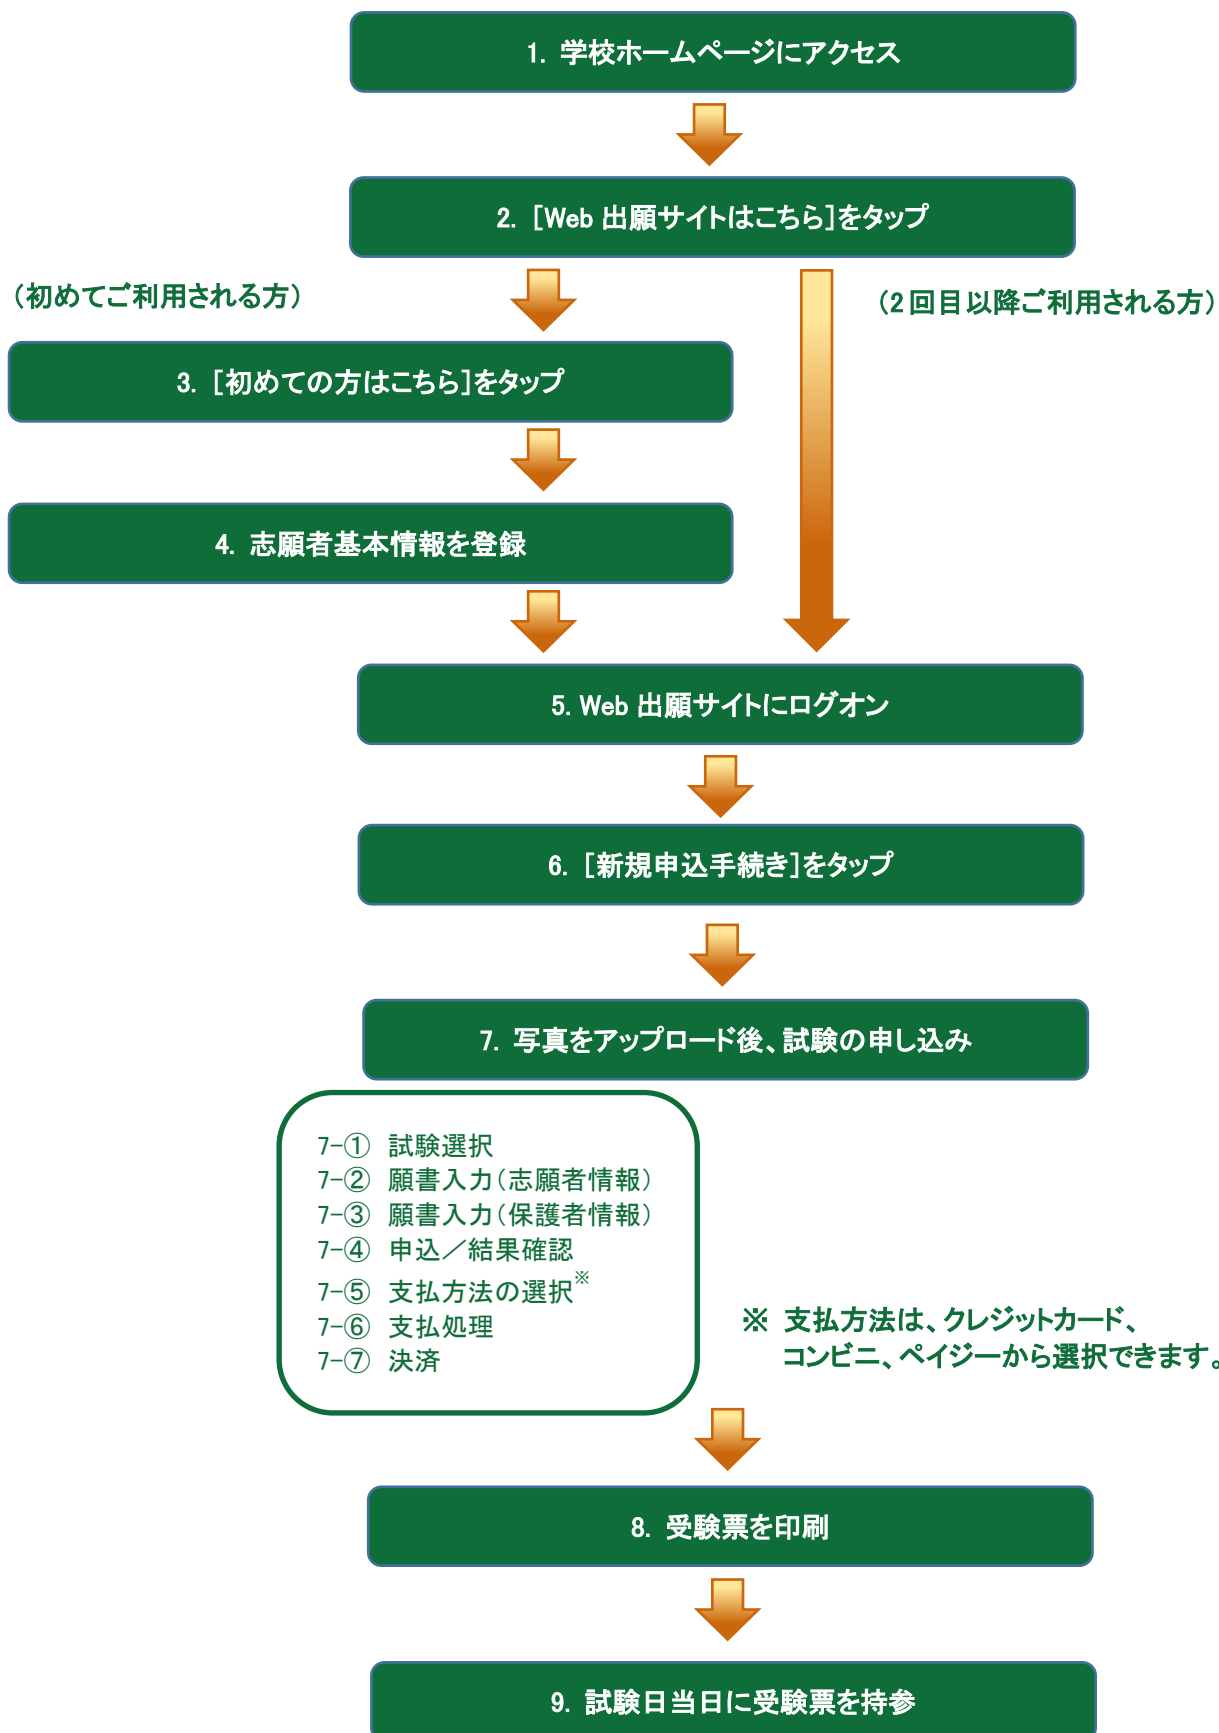 1. 学校ホームページにアクセス
2. [Web 出願サイトはこちら]をタップ
(初めてご利用される方)
(2回目以降ご利用される方)
3. [初めての方はこちら]をタップ
4. 志願者基本情報を登録
5. Web 出願サイトにログオン
6. [新規申込手続き]をタップ
7. 写真をアップロード後、試験の申し込み
7-① 試験選択
7-② 願書入力(志願者情報)
7-③ 願書入力(保護者情報)
7-④ 申込/結果確認
7-⑤ 支払方法の選択※
7-⑥ 支払処理
7-⑦ 決済
※ 支払方法は、クレジットカード、
コンビニ、ペイジーから選択できます。
8. 受験票を印刷
9. 試験日当日に受験票を持参